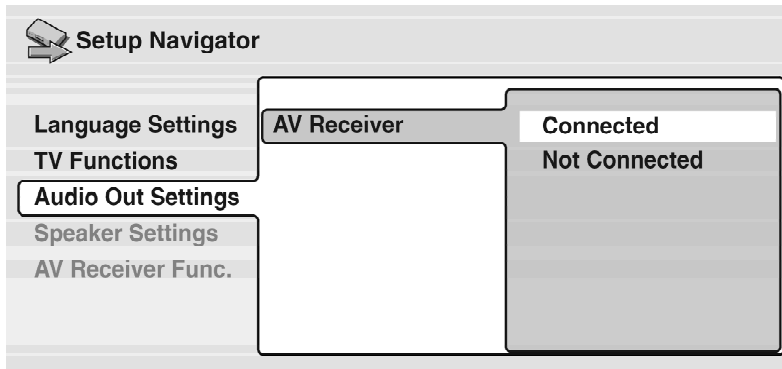 Setup Navigator
Language Settings
TV Functions
Audio Out Settings
Speaker Settings
AV Receiver Func.
AV Receiver
Connected
Not Connected